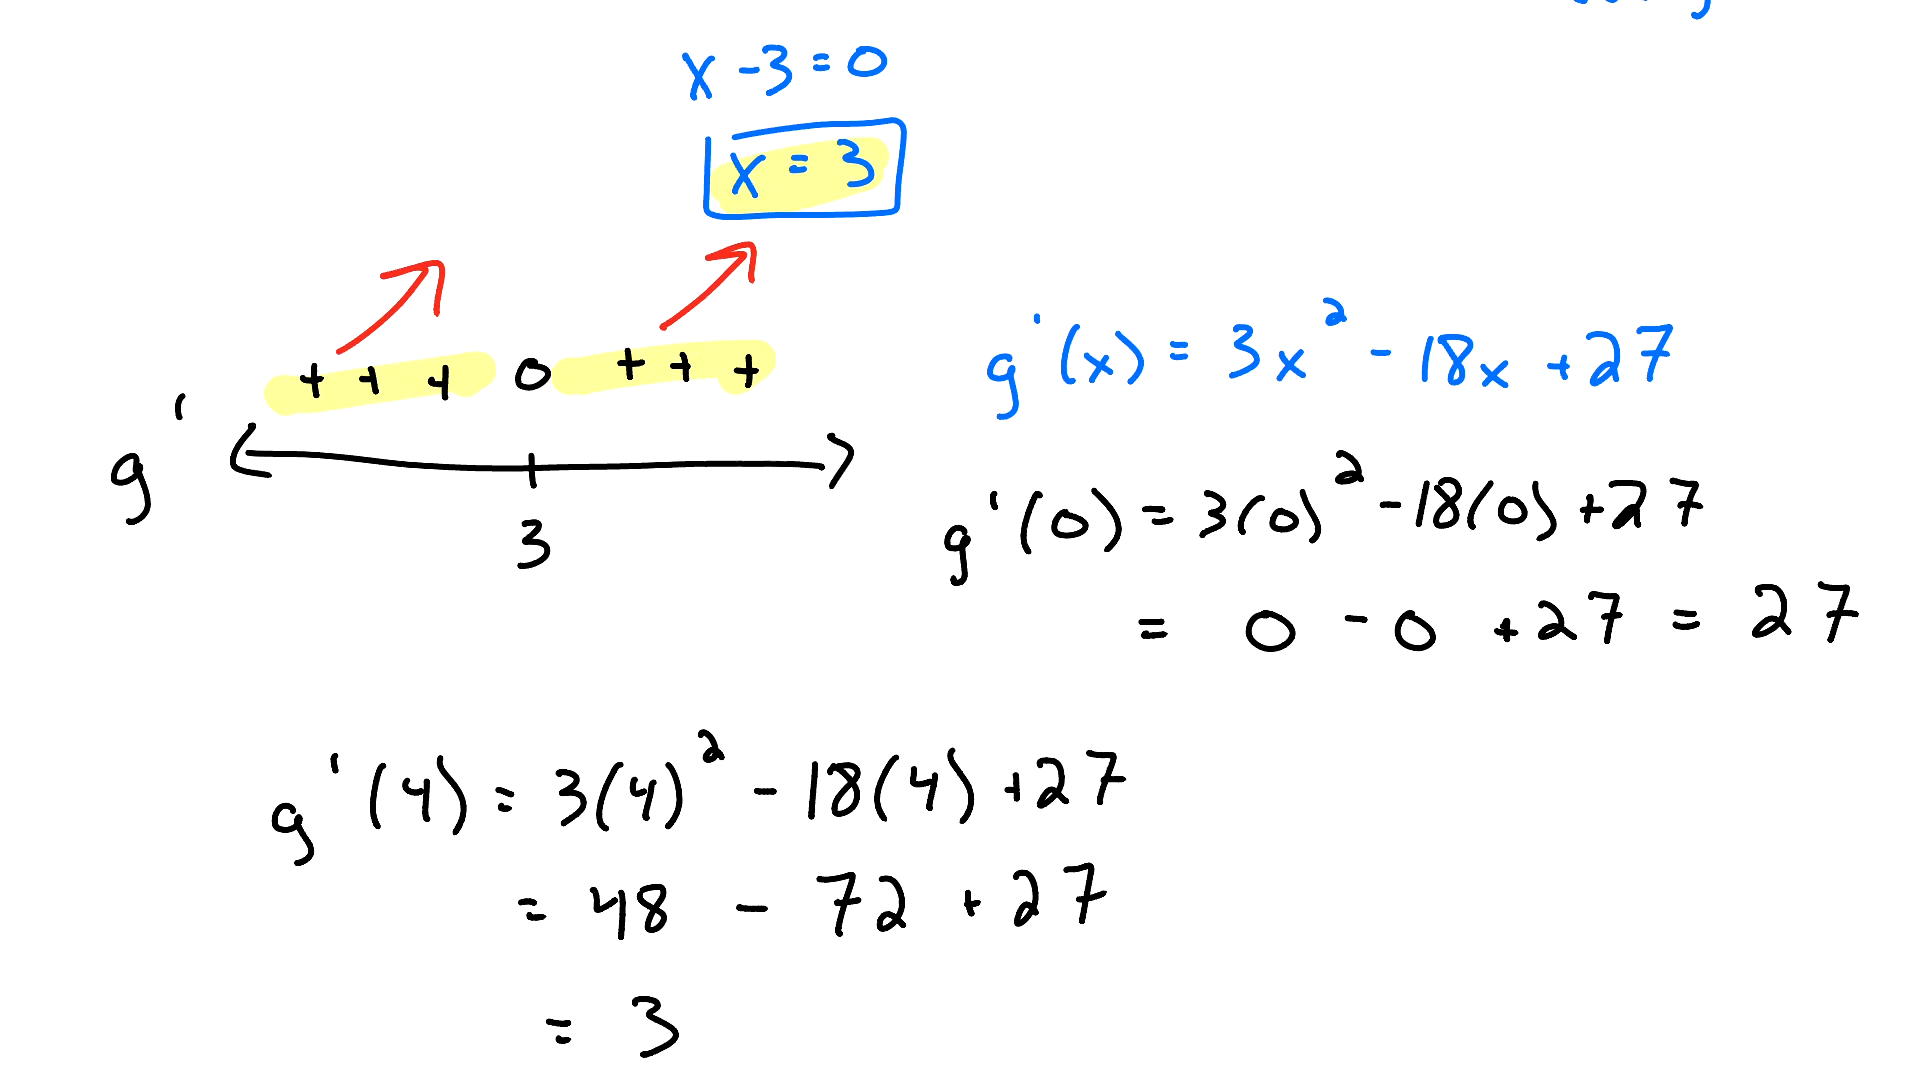 x - 3 = 0
x = 3
+ + + 0 + + +
g'
3
g'(x) = 3x² - 18x + 27
g'(0) = 3(0)² - 18(0) + 27
= 0 - 0 + 27 = 27
g'(4) = 3(4)² - 18(4) + 27
= 48 - 72 + 27
= 3